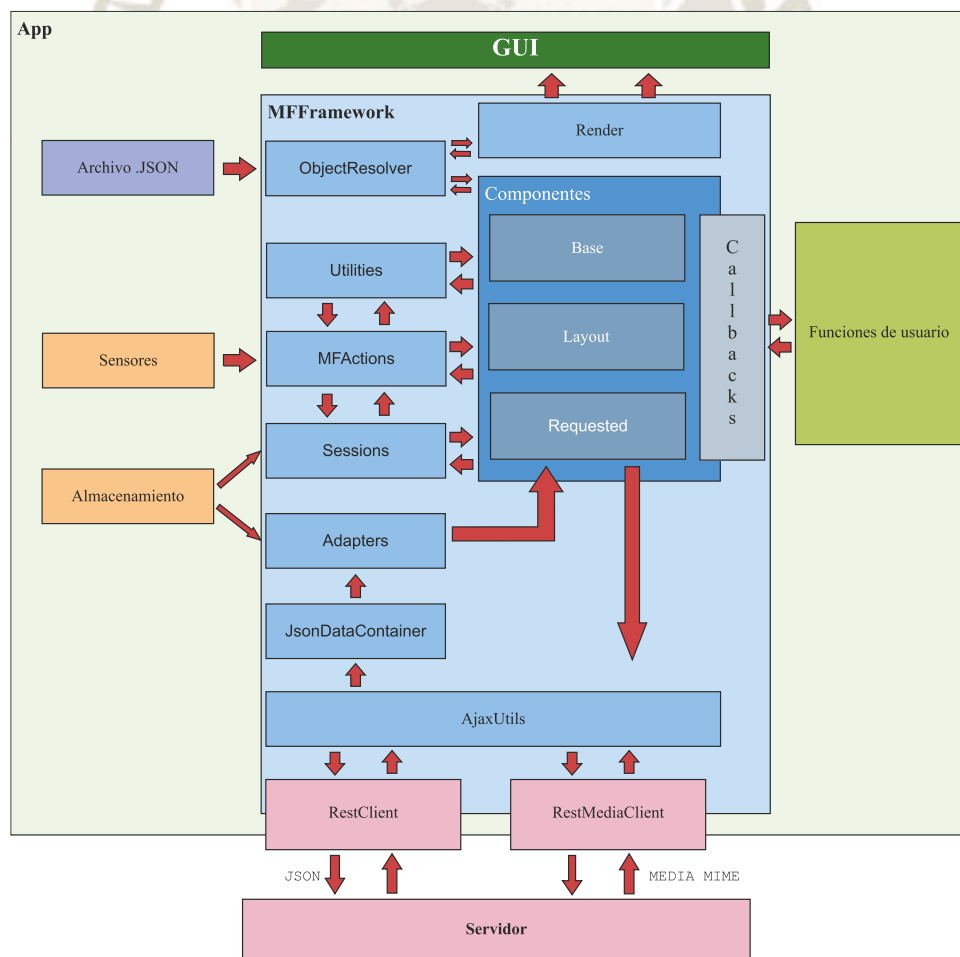 App
GUI
MFFramework
Render
Archivo .JSON
ObjectResolver
Componentes
Base
Callbacks
Utilities
Funciones de usuario
Layout
Sensores
MFActions
Requested
Sessions
Almacenamiento
Adapters
JsonDataContainer
AjaxUtils
RestClient
RestMediaClient
JSON
MEDIA MIME
Servidor